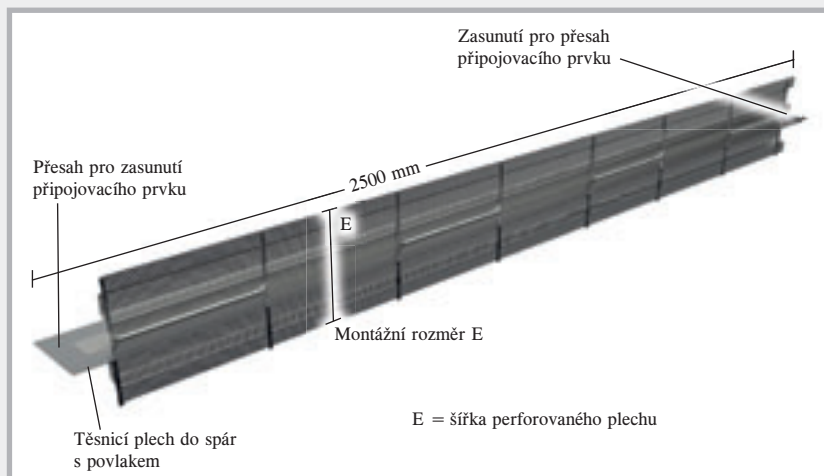 Zasunutí pro přesah
připojovacího prvku
Přesah pro zasunutí
připojovacího prvku
2500 mm
E
Montážní rozměr E
E = šířka perforovaného plechu
Těsnicí plech do spár
s povlakem